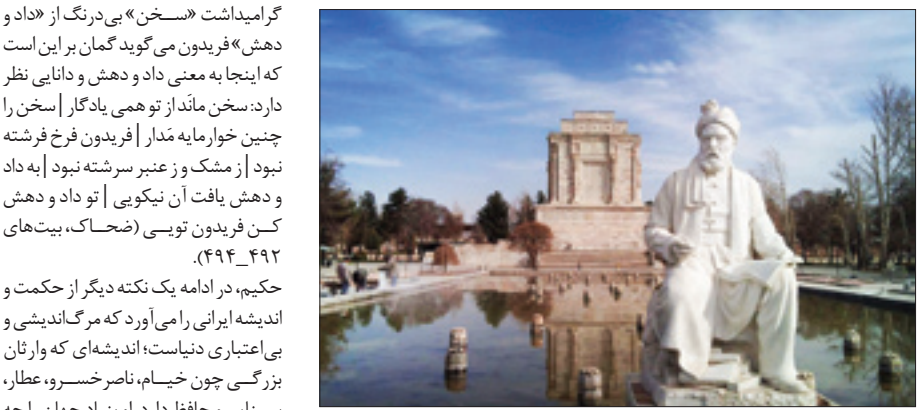 گرامیداشت «سـخن» بی‌درنگ از «داد و
دهش» فریدون می‌گوید گمان بر این است
که اینجا به معنی داد و دهش و دانایی نظر
دارد: سخن مانَد از تو همی یادگار | سخن را
چنین خوارمایه مَدار | فریدون فرخ فرشته
نبود | ز مشک و ز عنبر سرشته نبود | به داد
و دهش یافت آن نیکویی | تو داد و دهش
کـن فریدون تویـی (ضحـاک، بیت‌های
۴۹۲_۴۹۴).
حکیم، در ادامه یک نکته دیگر از حکمت و
اندیشه ایرانی را می‌آورد که مرگ‌اندیشی و
بی‌اعتباری دنیاست؛ اندیشه‌ای که وارثان
بزرگـی چون خیـام، ناصرخسـرو، عطار،